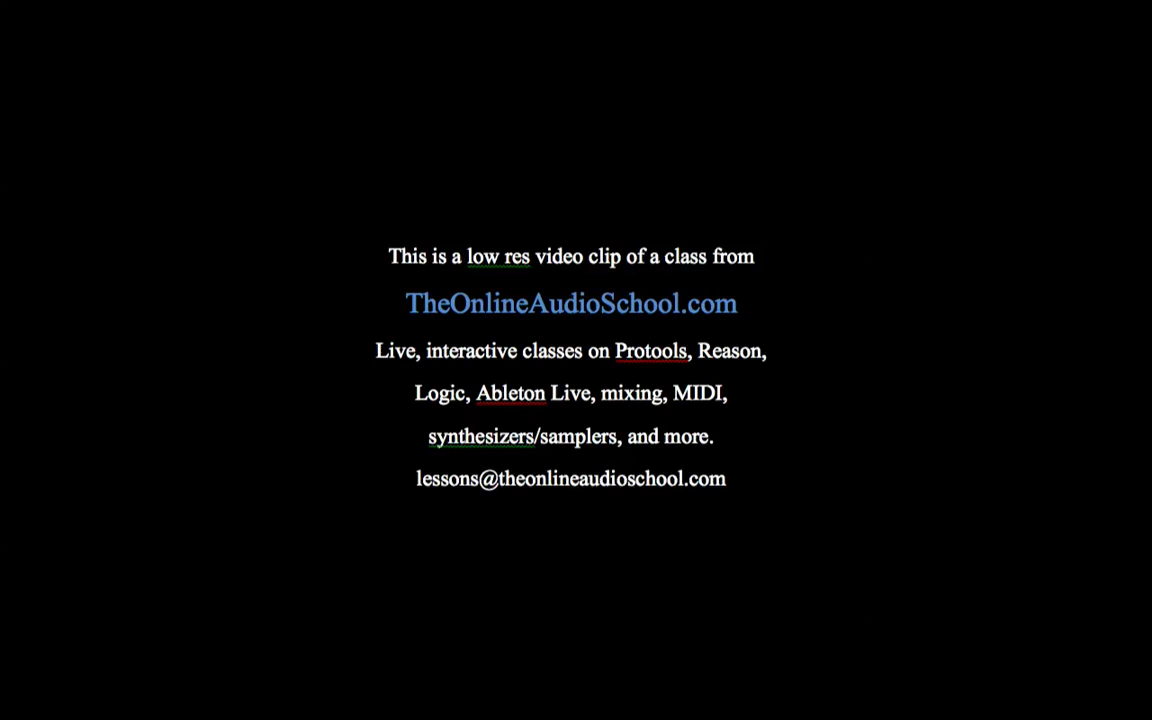 This is a low res video clip of a class from
TheOnlineAudioSchool.com
Live, interactive classes on Protools, Reason,
Logic, Ableton Live, mixing, MIDI,
synthesizers/samplers, and more.
lessons@theonlineaudioschool.com